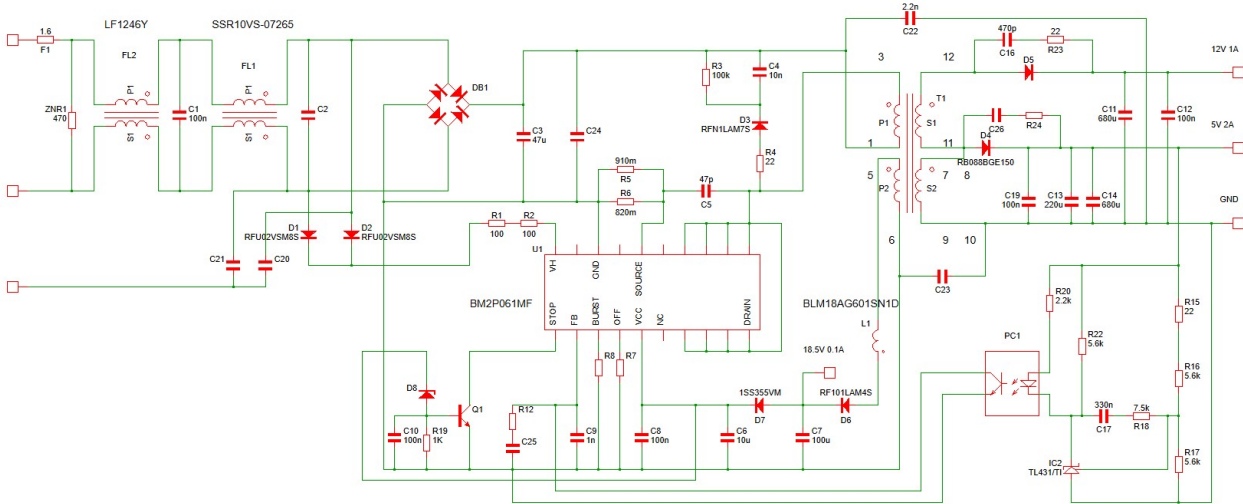 LF1246Y
SSR10VS-07265
1.6
F1
FL2
FL1
P1
S1
P1
S1
ZNR1
470
C1
100n
C2
DB1
2.2n
C22
470p
C16
22
R23
12V 1A
D5
3
12
R3
100k
C4
10n
D3
RFN1LAM7S
R4
22
C3
47u
C24
T1
P1
S1
C26
R24
C11
680u
C12
100n
1
11
D4
RB088BGE150
5V 2A
5
P2
7
8
S2
C19
100n
C13
220u
C14
680u
GND
910m
R5
R6
820m
47p
C5
D1
RFU02VSM8S
D2
RFU02VSM8S
R1
100
R2
100
U1
6
9
10
C21
C20
C23
VH
GND
SOURCE
BM2P061MF
STOP
FB
BURST
OFF
VCC
NC
DRAIN
BLM18AG601SN1D
L1
R20
2.2k
R15
22
PC1
R22
5.6k
R8
R7
18.5V 0.1A
R16
5.6k
D8
Q1
R12
1SS355VM
D7
RF101LAM4S
D6
330n
C17
7.5k
R18
C10
100n
R19
1K
C25
C9
1n
C8
100n
C6
10u
C7
100u
IC2
TL431/TI
R17
5.6k